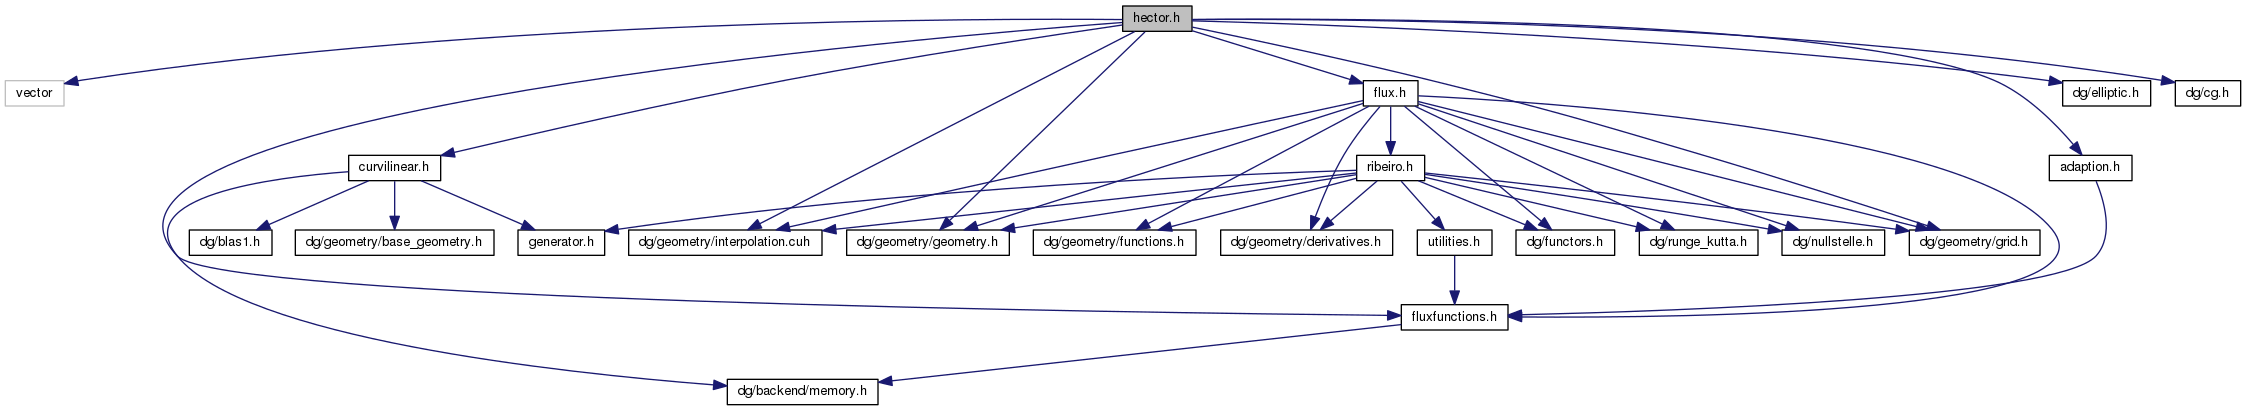 hector.h
vector
flux.h
dg/elliptic.h
dg/cg.h
curvilinear.h
ribeiro.h
adaption.h
dg/blas1.h
dg/geometry/base_geometry.h
generator.h
dg/geometry/interpolation.cuh
dg/geometry/geometry.h
dg/geometry/functions.h
dg/geometry/derivatives.h
utilities.h
dg/functors.h
dg/runge_kutta.h
dg/nullstelle.h
dg/geometry/grid.h
fluxfunctions.h
dg/backend/memory.h